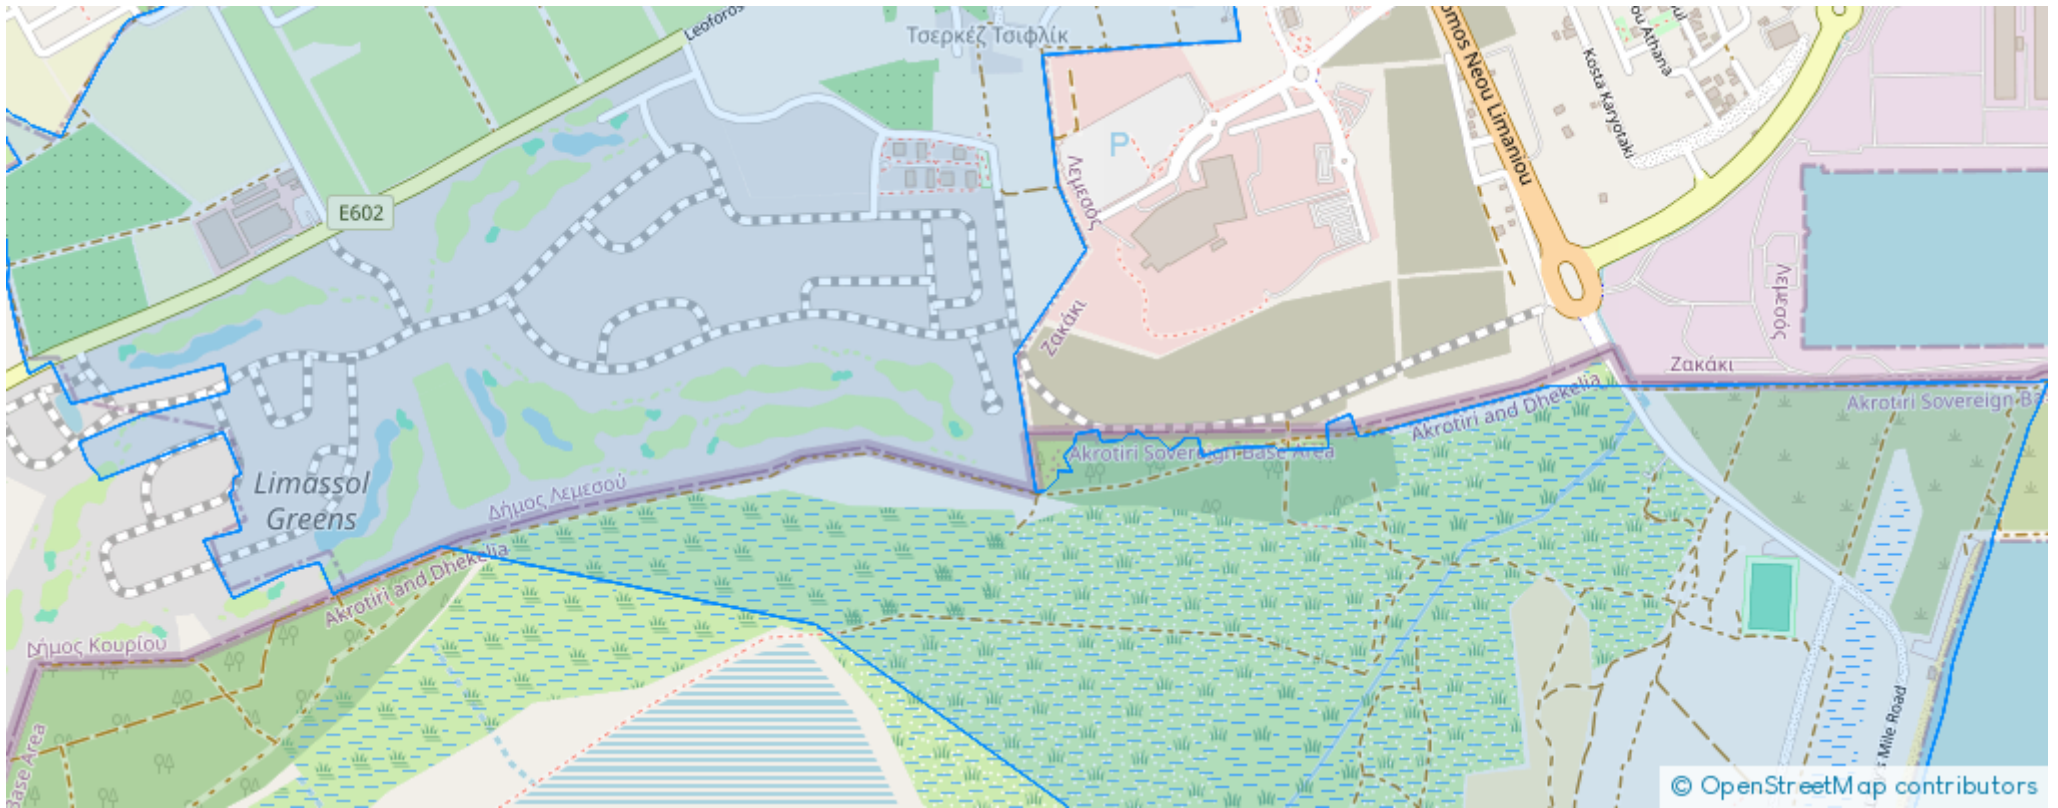 Leoforos
Τσερκέζ Τσιφλίκ
omos Neou Limaniou
ou Athana
Kosta Karyotaki
P
E602
Λεμεσός
Ζακάκι
Λεμεσός
Ζακάκι
Akrotiri and Dhekelia
Akrotiri Sovereign Ba
Akrotiri Sovereign Base Area
Limassol
Greens
Δήμος Λεμεσού
Akrotiri and Dhekelia
Δήμος Κουρίου
Base Area
s Mile Road
© OpenStreetMap contributors